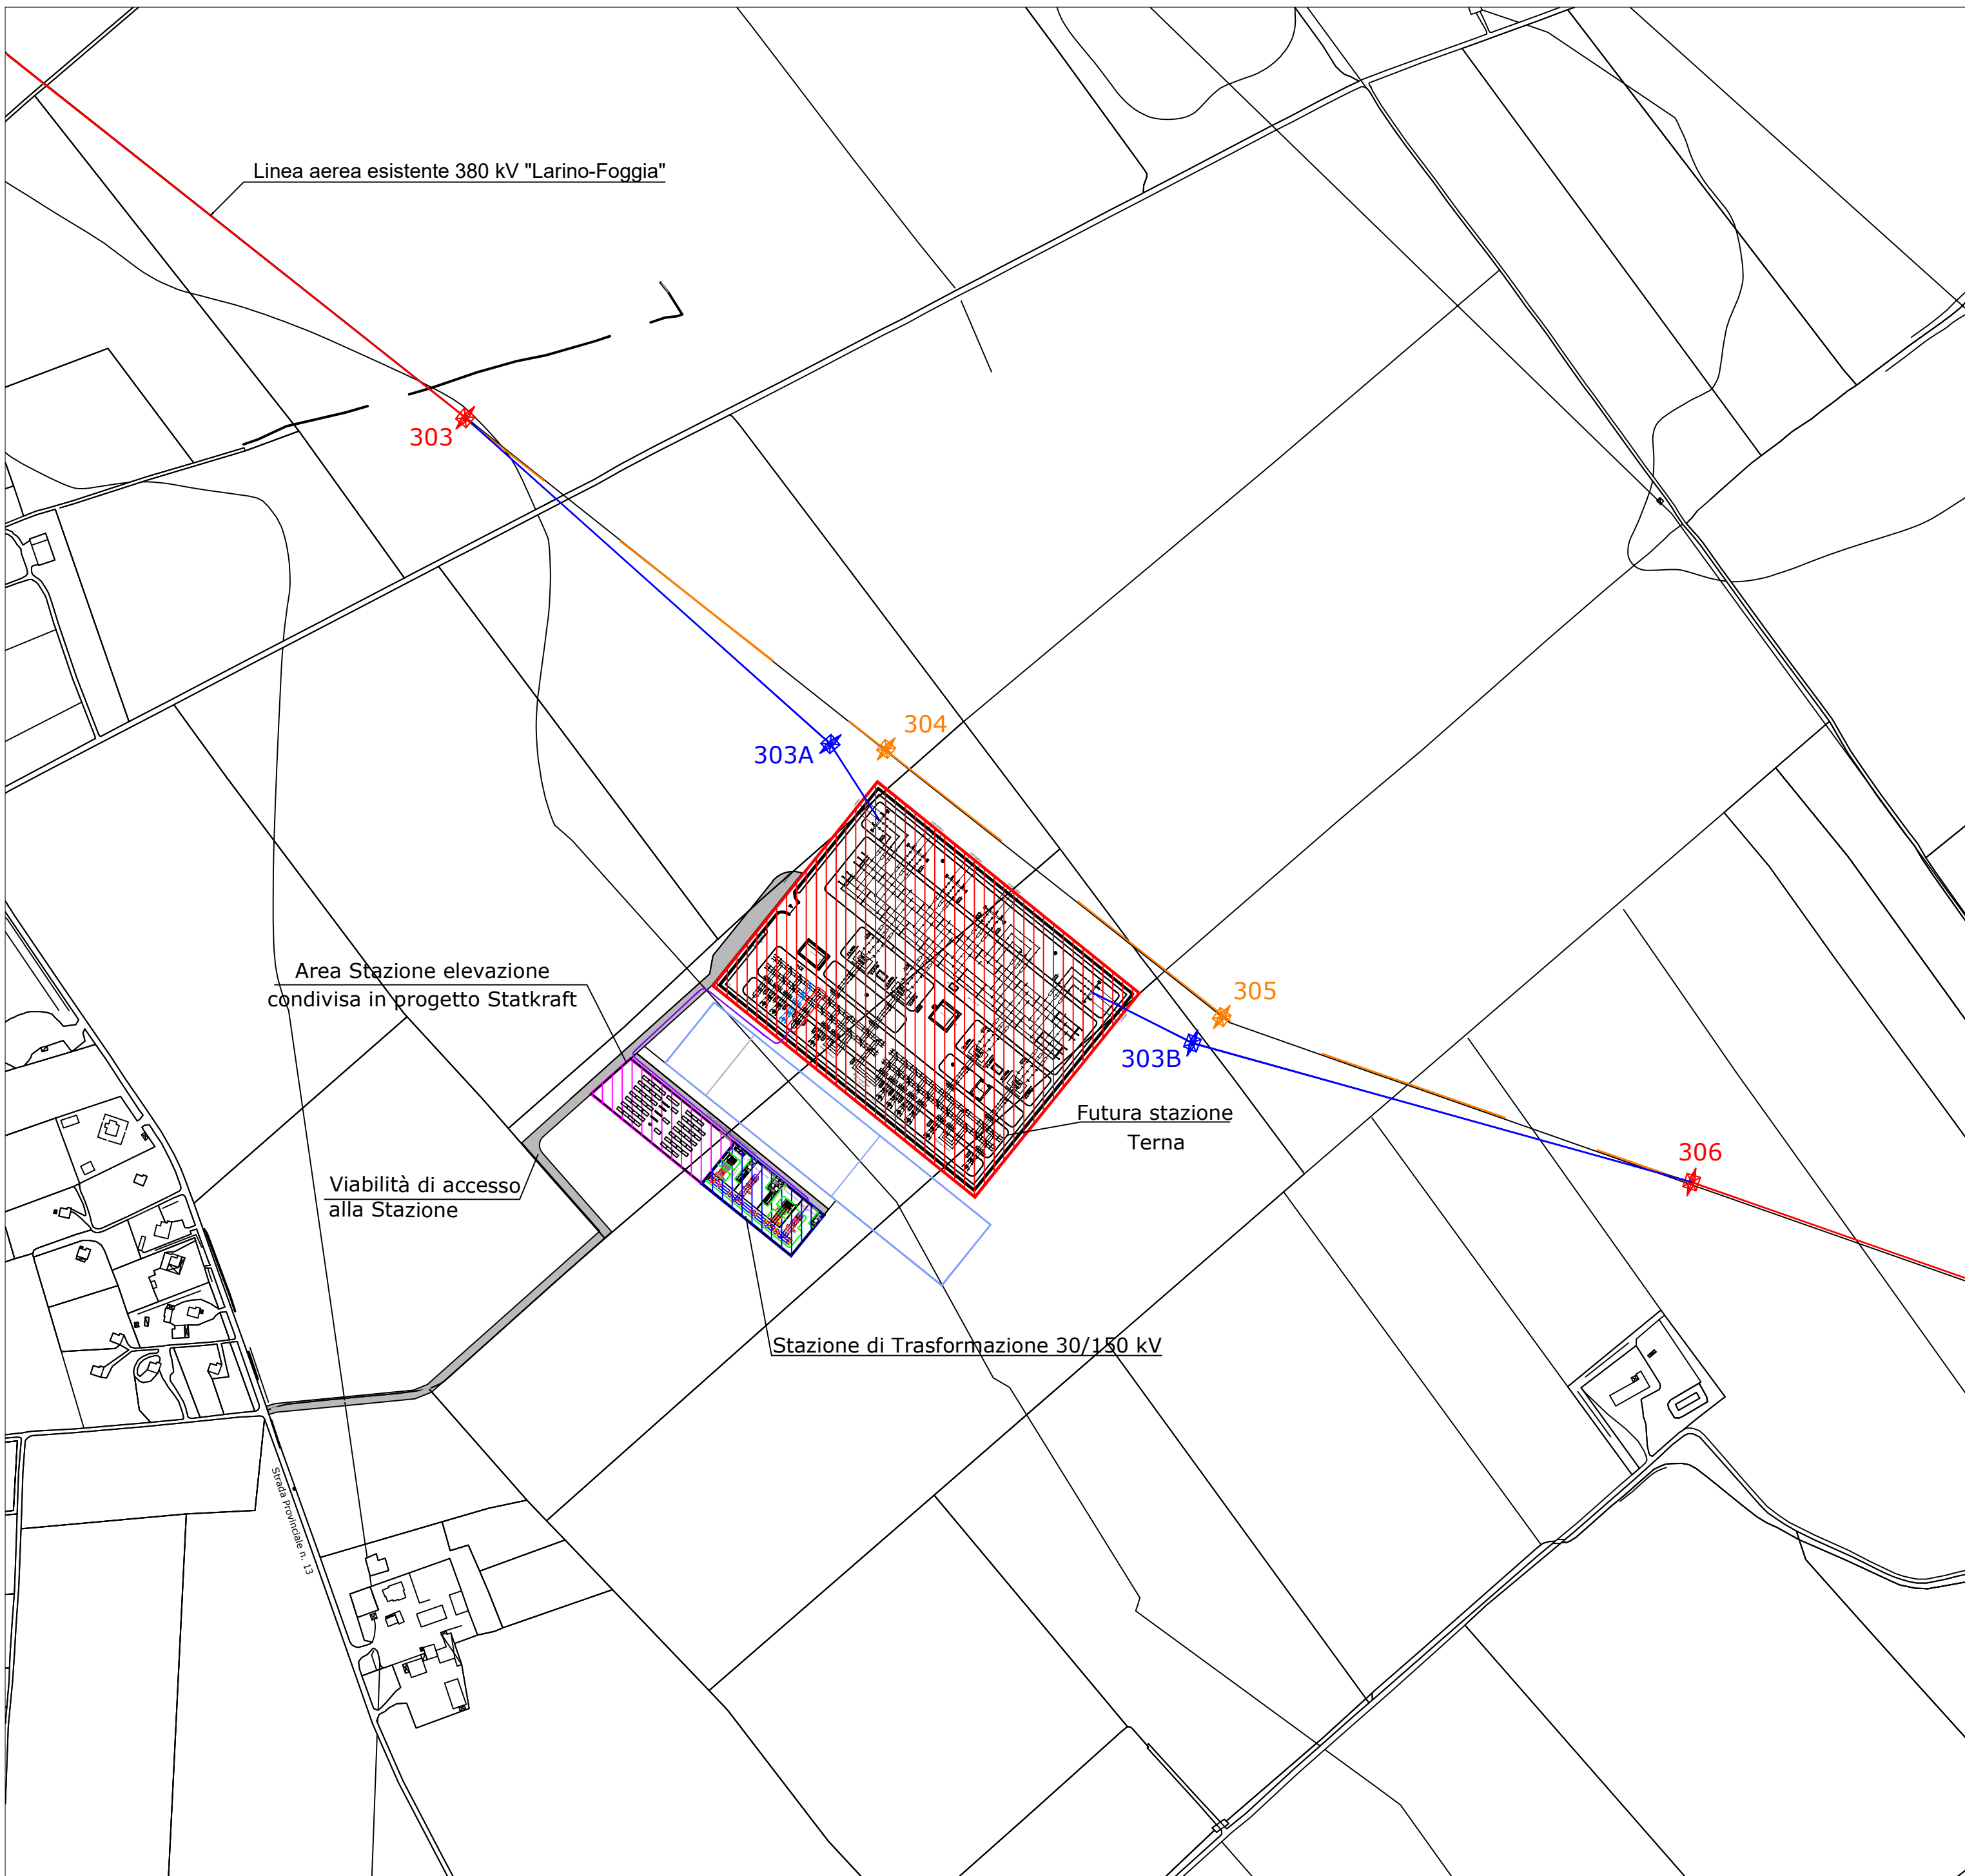 Linea aerea esistente 380 kV "Larino-Foggia"
303
304
303A
Area Stazione elevazione
condivisa in progetto Statkraft
305
303B
Futura stazione
Terna
306
Viabilità di accesso
alla Stazione
Stazione di Trasformazione 30/150 kV
Strada Provinciale n. 13